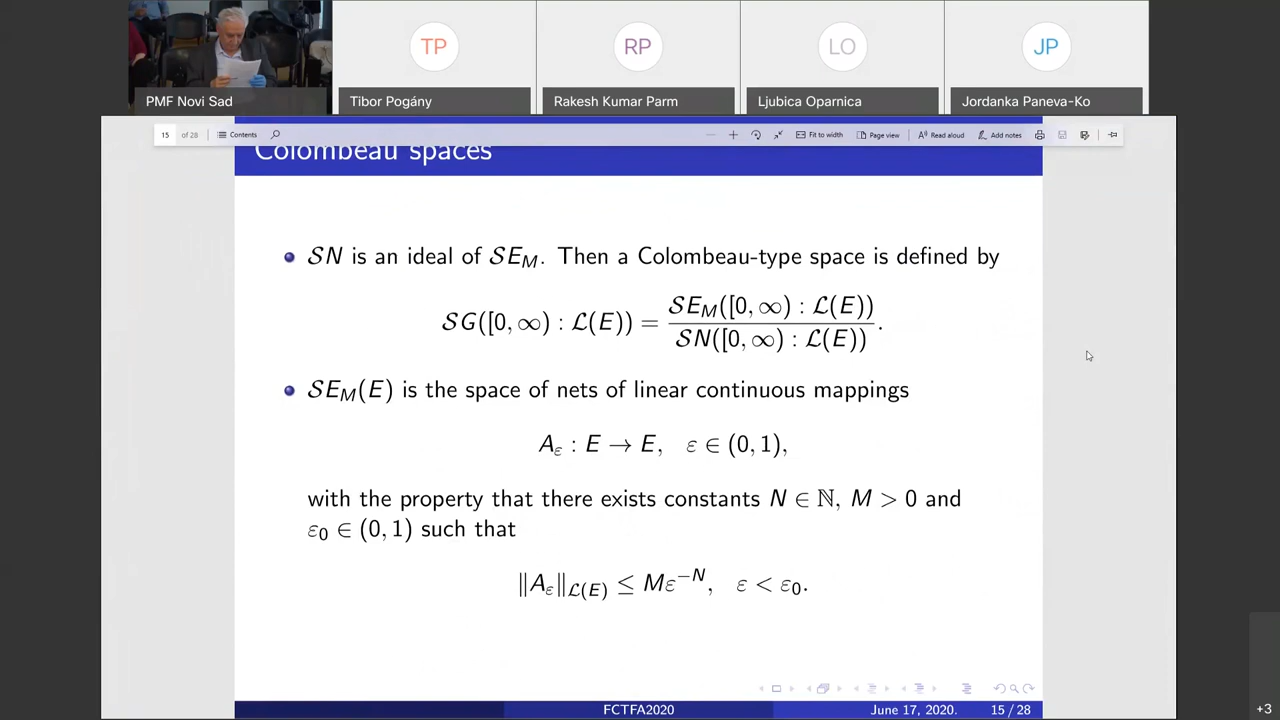 TP
RP
LO
JP
PMF Novi Sad
Tibor Pogány
Rakesh Kumar Parm
Ljubica Oparnica
Jordanka Paneva-Ko
15 of 28 Contents Fit to width Page view Read aloud Add notes
Colombeau spaces
SN is an ideal of SE_M. Then a Colombeau-type space is defined by
SG([0, ∞) : L(E)) = SE_M([0, ∞) : L(E)) / SN([0, ∞) : L(E)).
SE_M(E) is the space of nets of linear continuous mappings
A_ε : E → E, ε ∈ (0, 1),
with the property that there exists constants N ∈ ℕ, M > 0 and
ε_0 ∈ (0, 1) such that
‖A_ε‖_L(E) ≤ Mε^{-N}, ε < ε_0.
FCTFA2020 June 17, 2020. 15 / 28
+3